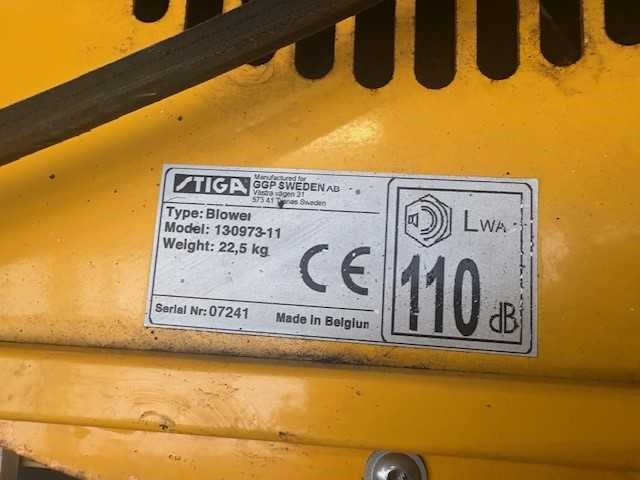 STIGA
Manufactured for
GGP SWEDEN AB
Västra vägen 31
573 41 Tranås Sweden
Type: Blower
Model: 130973-11
Weight: 22,5 kg
CE
Serial Nr: 07241
Made in Belgium
LWA
110 dB